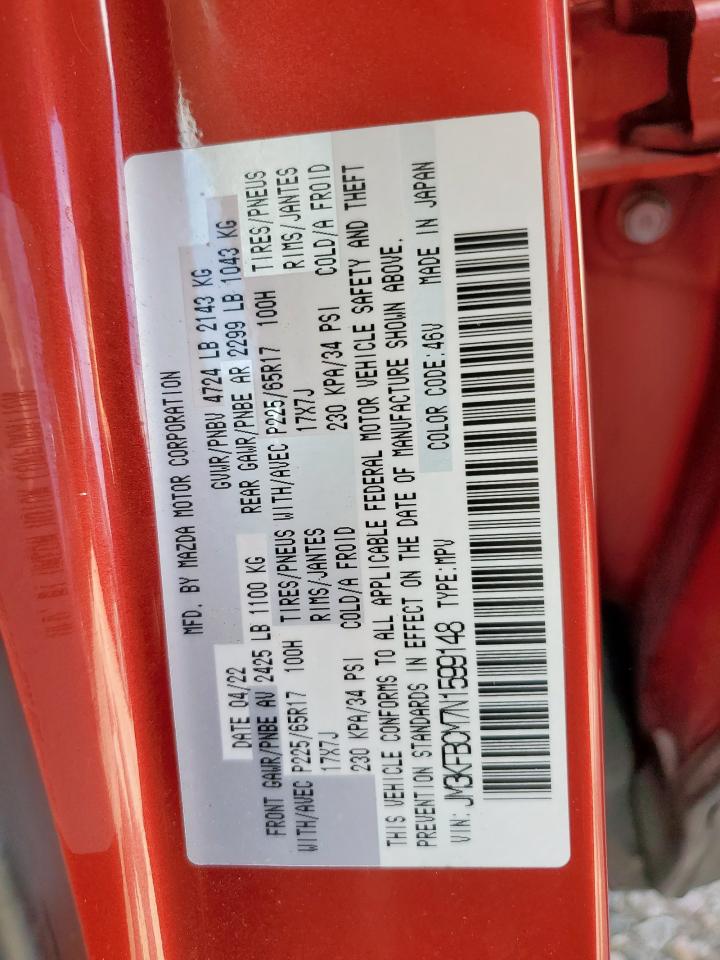 MFD. BY MAZDA MOTOR CORPORATION
DATE 04/22 GVWR/PNBV 4724 LB 2143 KG
FRONT GAWR/PNBE AV 2425 LB 1100 KG REAR GAWR/PNBE AR 2299 LB 1043 KG
WITH/AVEC P225/65R17 100H TIRES/PNEUS WITH/AVEC P225/65R17 100H TIRES/PNEUS
17X7J RIMS/JANTES 17X7J RIMS/JANTES
230 KPA/34 PSI COLD/A FROID 230 KPA/34 PSI COLD/A FROID
THIS VEHICLE CONFORMS TO ALL APPLICABLE FEDERAL MOTOR VEHICLE SAFETY AND THEFT
PREVENTION STANDARDS IN EFFECT ON THE DATE OF MANUFACTURE SHOWN ABOVE.
COLOR CODE:46V MADE IN JAPAN
VIN: JM3KFBCM7N1599148 TYPE:MPV